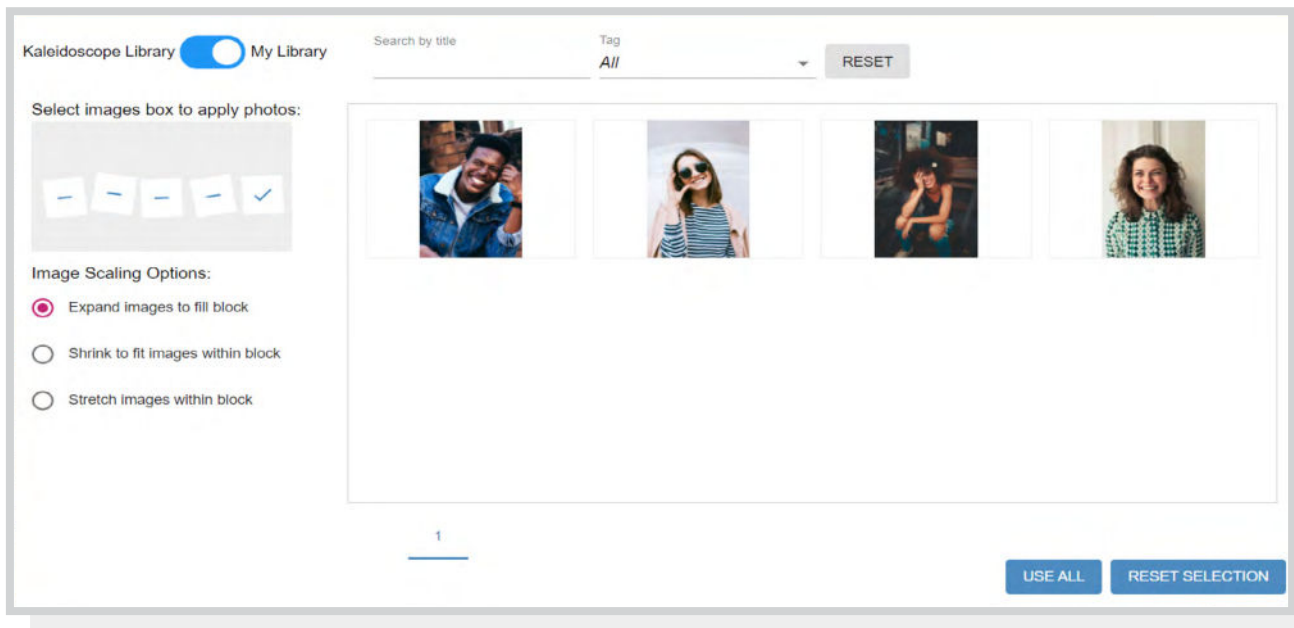 Kaleidoscope Library My Library
Search by title
Tag
All
RESET
Select images box to apply photos:
Image Scaling Options:
Expand images to fill block
Shrink to fit images within block
Stretch images within block
1
USE ALL
RESET SELECTION